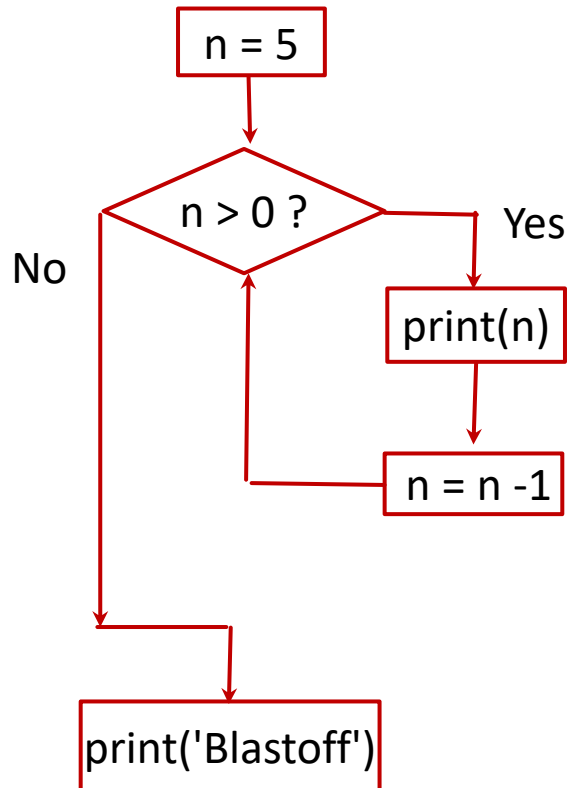 n = 5
n > 0 ?
Yes
No
print(n)
n = n -1
print('Blastoff')